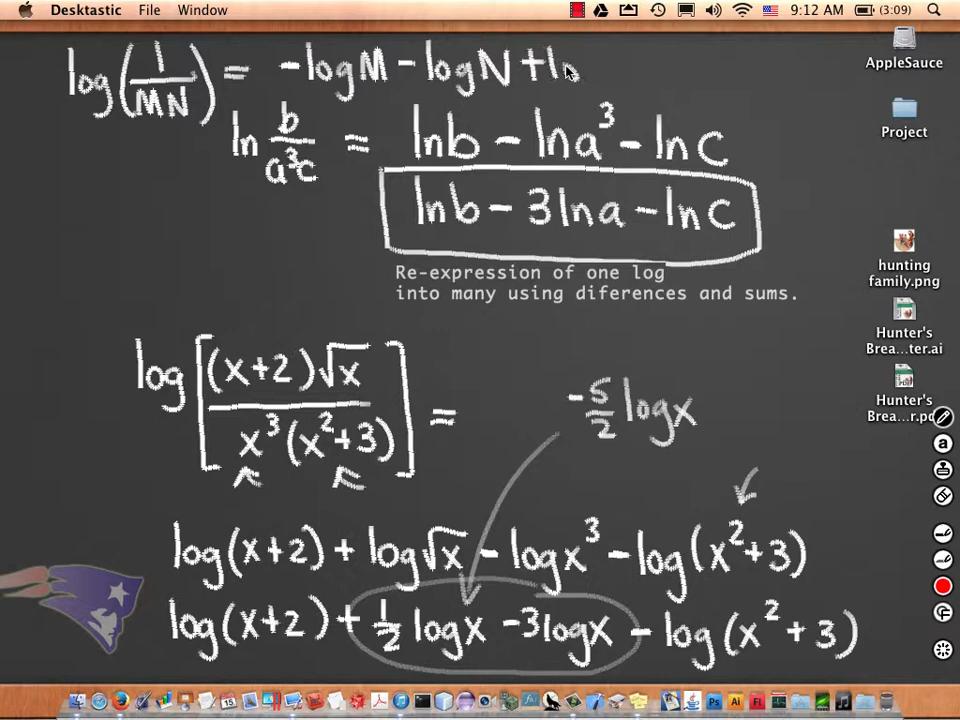 Desktastic File Window 9:12 AM (3:09)
log(1/MN) = -logM - logN + lo
ln b/a³c = lnb - lna³ - lnc
lnb - 3lna - lnc
Re-expression of one log
into many using diferences and sums.
log[(x+2)√x / x³(x²+3)] =
-5/2 logx
log(x+2) + log√x - logx³ - log(x²+3)
log(x+2) + 1/2 logx - 3logx - log(x²+3)
AppleSauce
Project
hunting
family.png
Hunter's
Brea...ter.ai
Hunter's
Brea...r.pdf
a